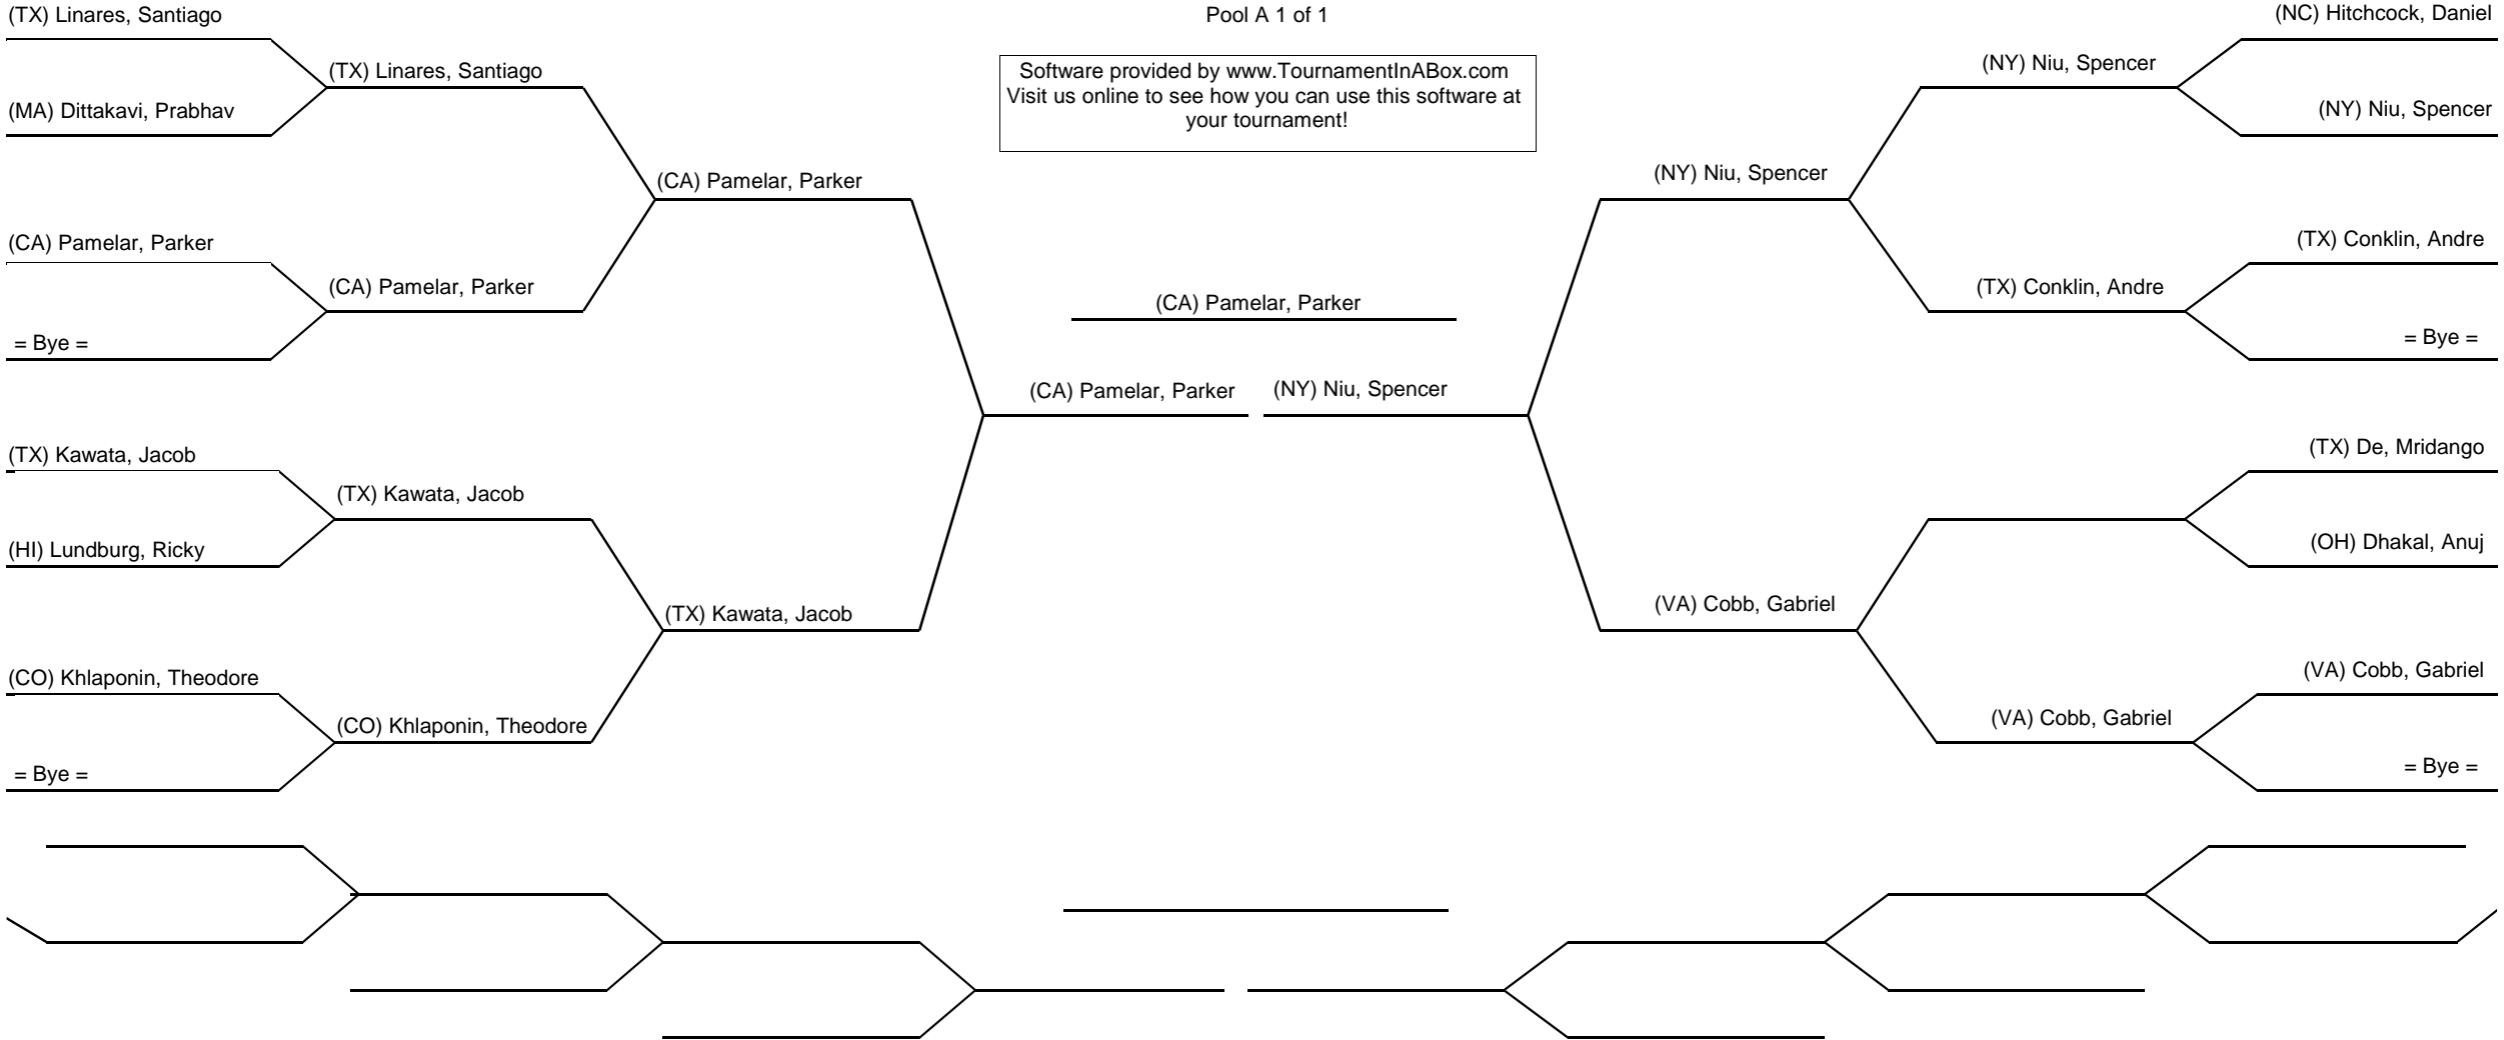 (TX) Linares, Santiago
(MA) Dittakavi, Prabhav
(CA) Pamelar, Parker
= Bye =
(TX) Kawata, Jacob
(HI) Lundburg, Ricky
(CO) Khlaponin, Theodore
= Bye =
(TX) Linares, Santiago
(CA) Pamelar, Parker
(TX) Kawata, Jacob
(CO) Khlaponin, Theodore
(CA) Pamelar, Parker
(TX) Kawata, Jacob
Pool A 1 of 1
Software provided by www.TournamentInABox.com
Visit us online to see how you can use this software at
your tournament!
(CA) Pamelar, Parker
(CA) Pamelar, Parker
(NY) Niu, Spencer
(NY) Niu, Spencer
(VA) Cobb, Gabriel
(NY) Niu, Spencer
(TX) Conklin, Andre
(VA) Cobb, Gabriel
(NC) Hitchcock, Daniel
(NY) Niu, Spencer
(TX) Conklin, Andre
= Bye =
(TX) De, Mridango
(OH) Dhakal, Anuj
(VA) Cobb, Gabriel
= Bye =